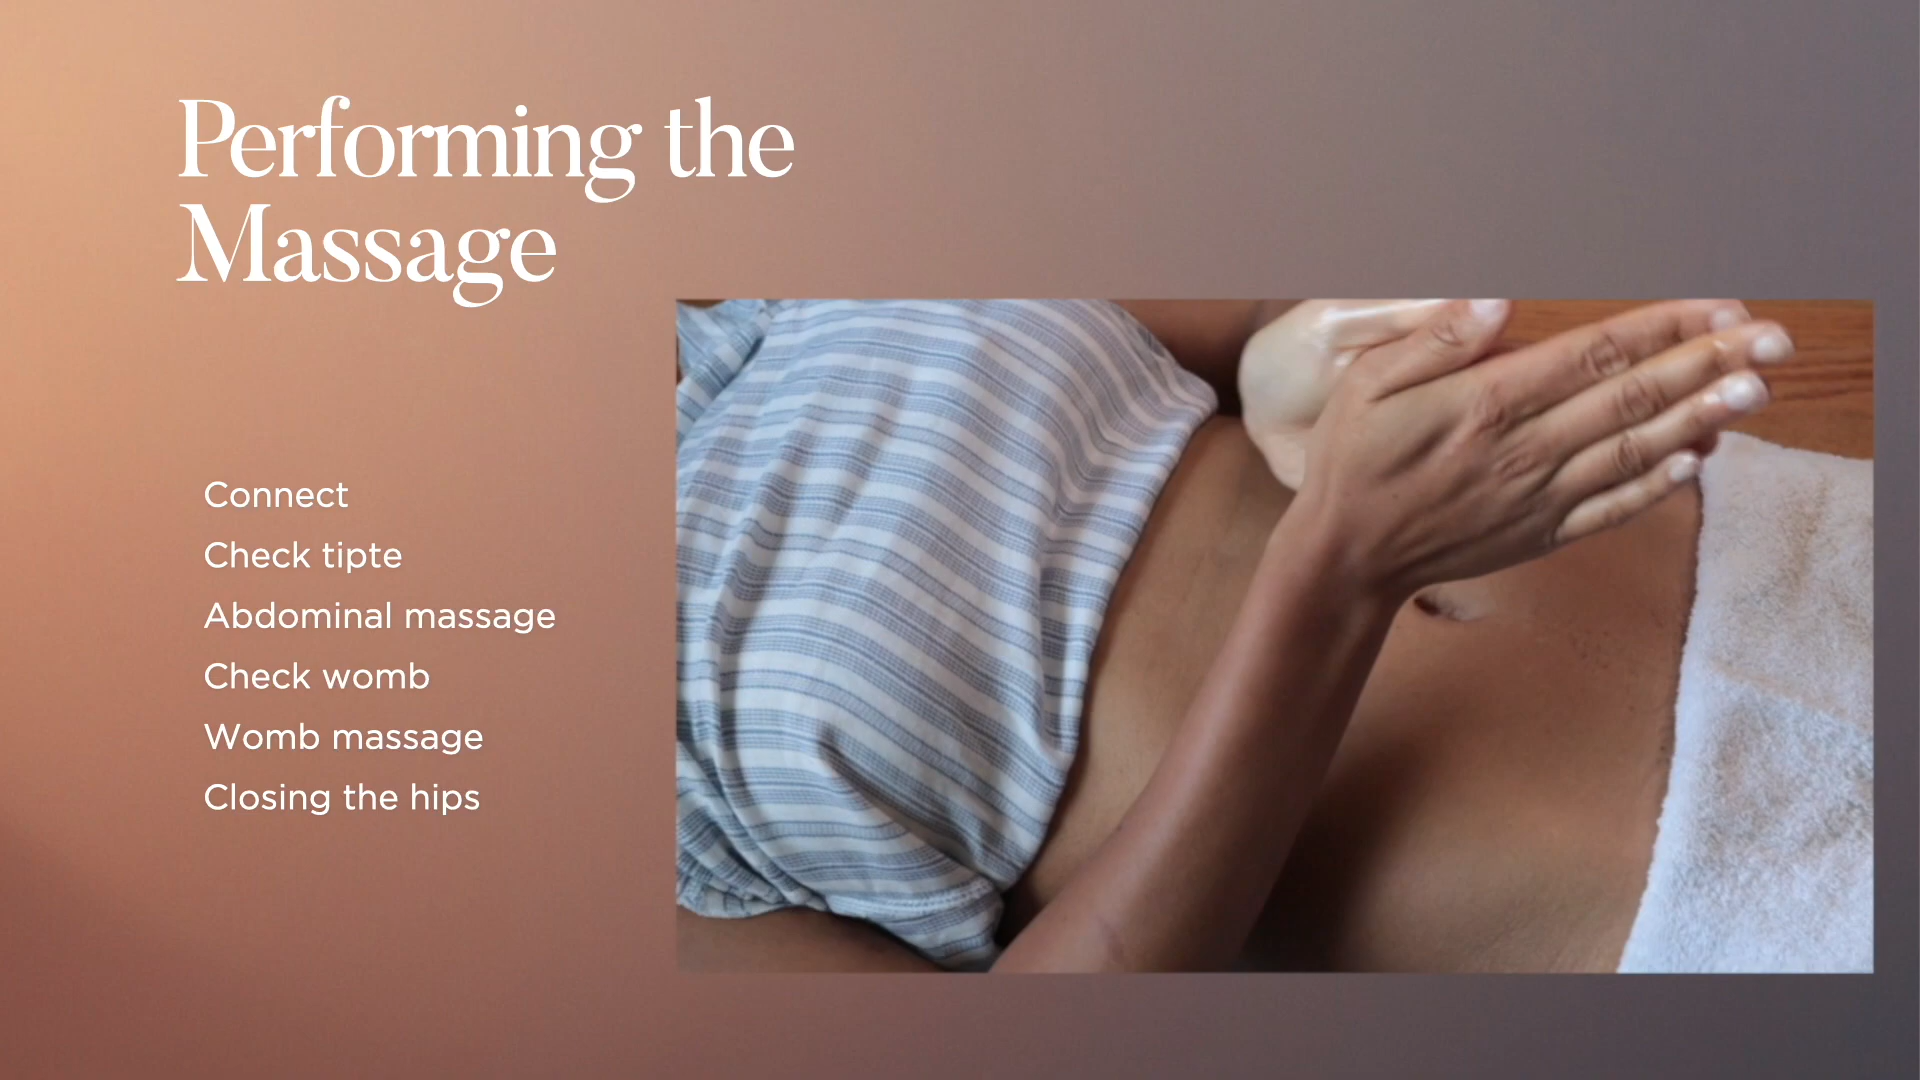 Performing the
Massage
Connect
Check tipte
Abdominal massage
Check womb
Womb massage
Closing the hips